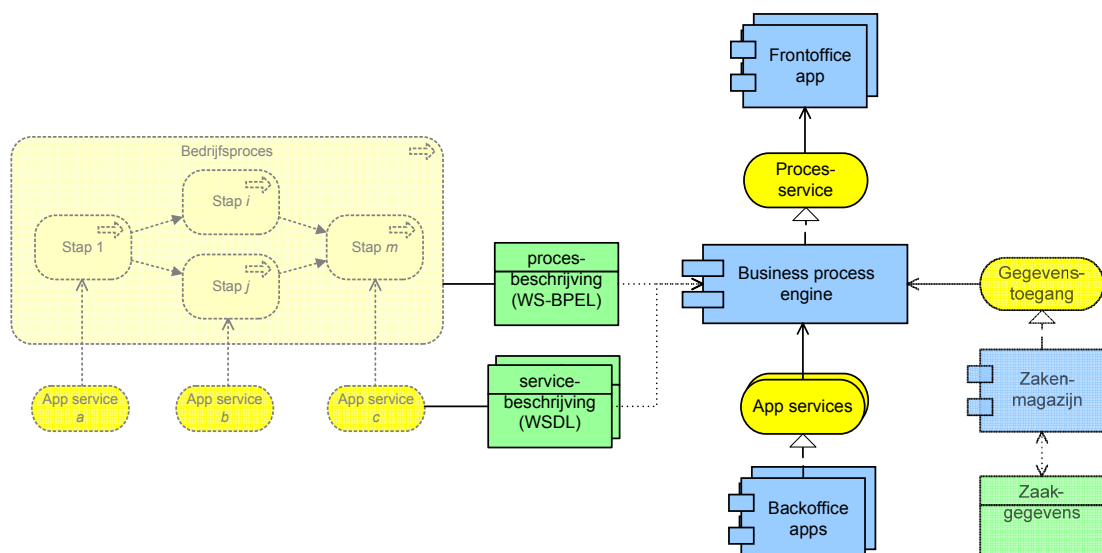 Frontoffice
app
Proces-
service
Bedrijfsproces
Stap i
Stap 1
Stap m
Stap j
proces-
beschrijving
(WS-BPEL)
Business process
engine
Gegevens-
toegang
App service
a
App service
b
App service
c
service-
beschrijving
(WSDL)
App services
Zaken-
magazijn
Backoffice
apps
Zaak-
gegevens